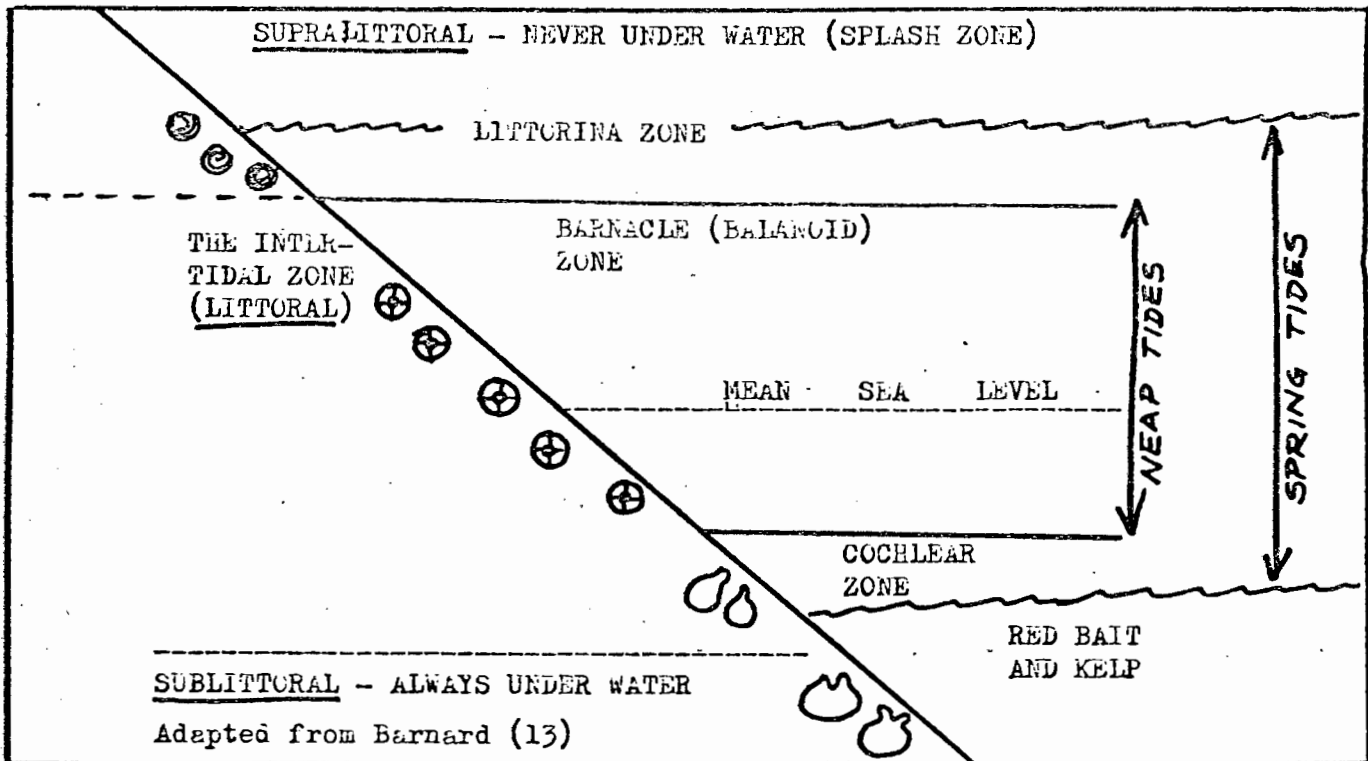 SUPRALITTORAL - NEVER UNDER WATER (SPLASH ZONE)
LITTORINA ZONE
BARNACLE (BALANOID)
ZONE
THE INTER-
TIDAL ZONE
(LITTORAL)
NEAP TIDES
SPRING TIDES
MEAN SEA LEVEL
COCHLEAR
ZONE
RED BAIT
AND KELP
SUBLITTORAL - ALWAYS UNDER WATER
Adapted from Barnard (13)